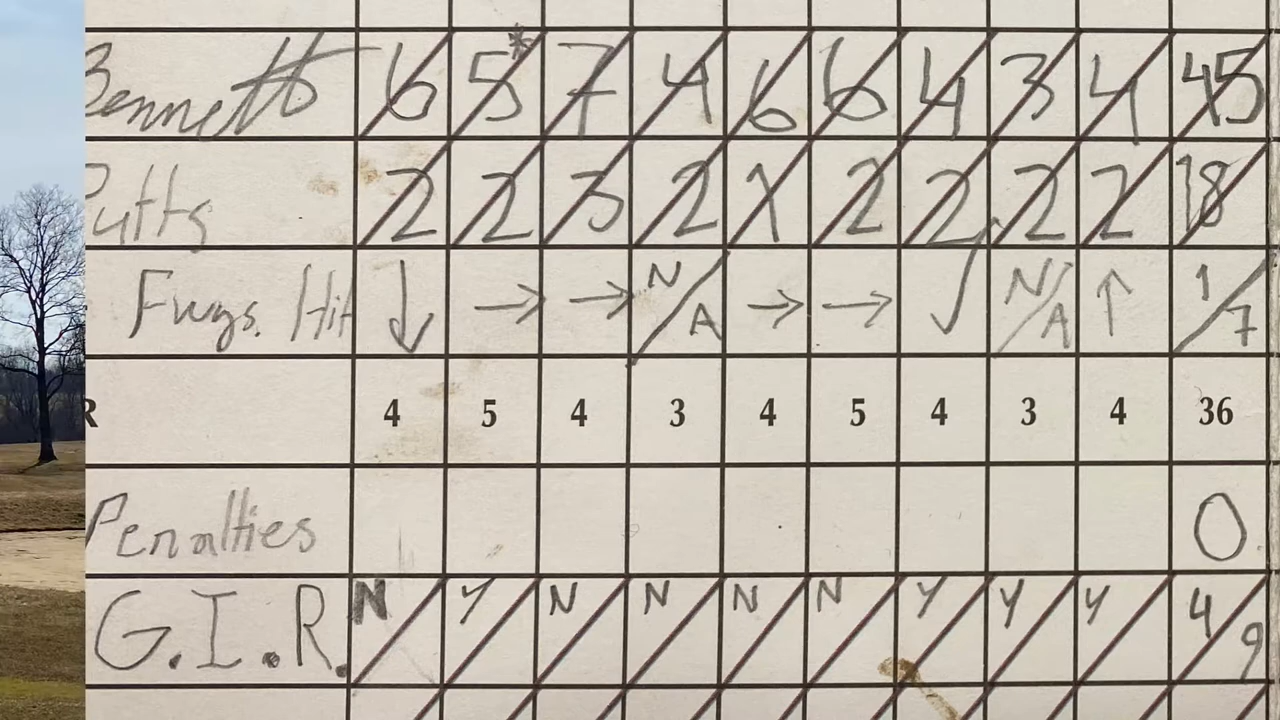 Bennett 6 5* 7 4 6 6 4 3 4 45
Putts 2 2 3 2 1 2 2 2 2 18
Fwys. Hit ↓ → → N/A → → ✓ N/A ↑ 1/7
R 4 5 4 3 4 5 4 3 4 36
Penalties 0
G.I.R. N Y N N N N Y Y Y 4/9